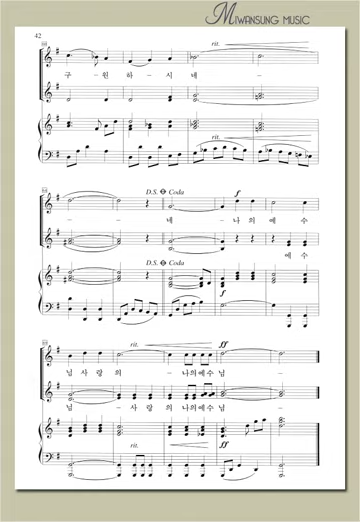 MIWANSUNG MUSIC
42
rit.
구 - 원 하 - 시 네 -
rit.
D.S. Coda
f
- - 내 - 나 의 예 수
예 수
D.S. Coda
f
rit.
ff
님 사 랑 의 - 나의예수 님 -
님 - 사 랑 의 나의예수 님 -
rit.
ff